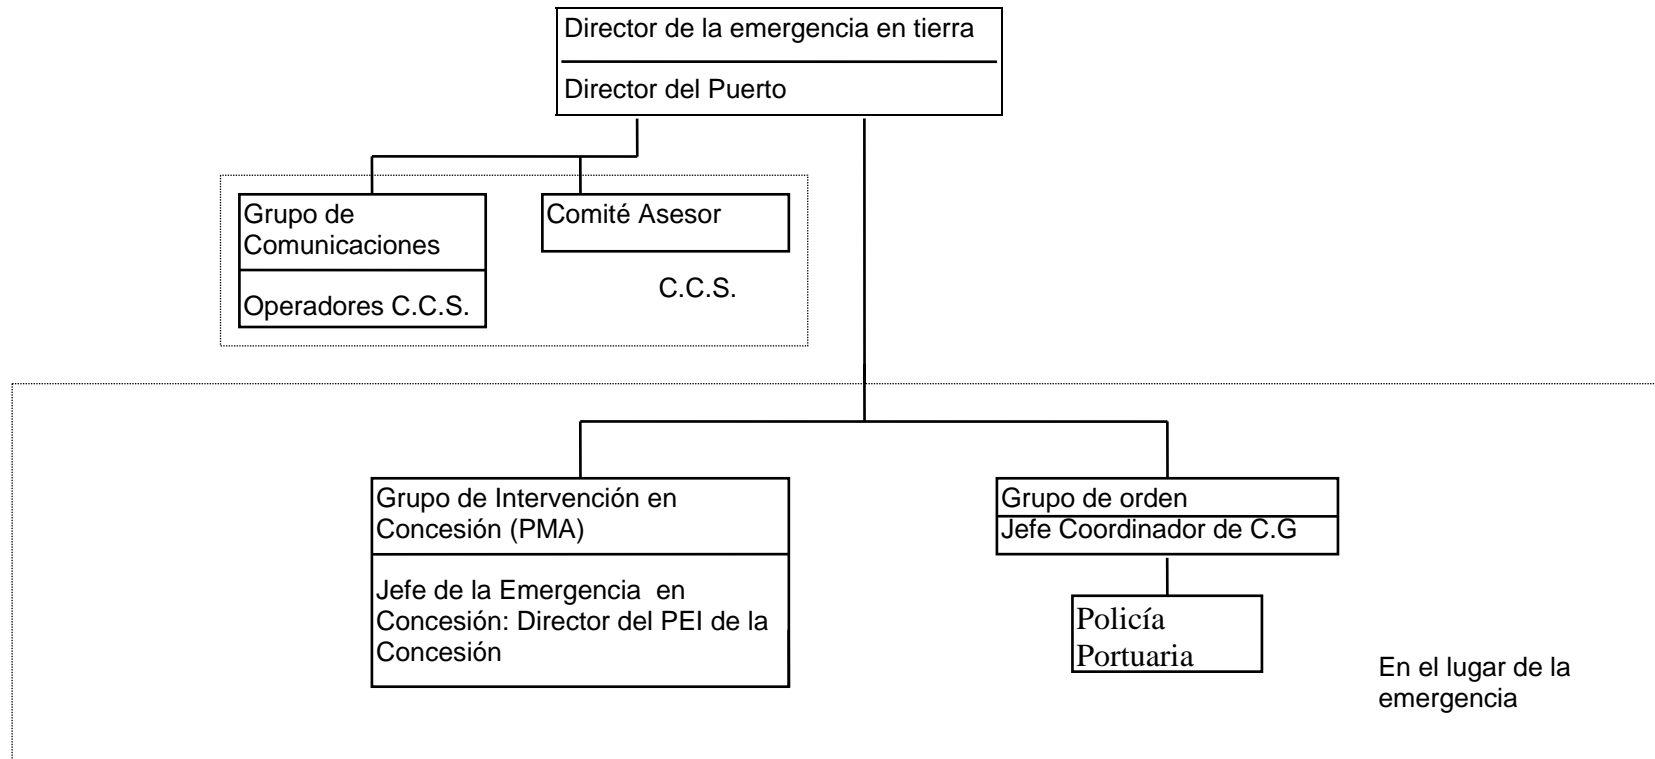 Director de la emergencia en tierra
Director del Puerto
Grupo de
Comunicaciones
Operadores C.C.S.
Comité Asesor
C.C.S.
Grupo de Intervención en
Concesión (PMA)
Jefe de la Emergencia  en
Concesión: Director del PEI de la
Concesión
Grupo de orden
Jefe Coordinador de C.G
Policía
Portuaria
En el lugar de la
emergencia